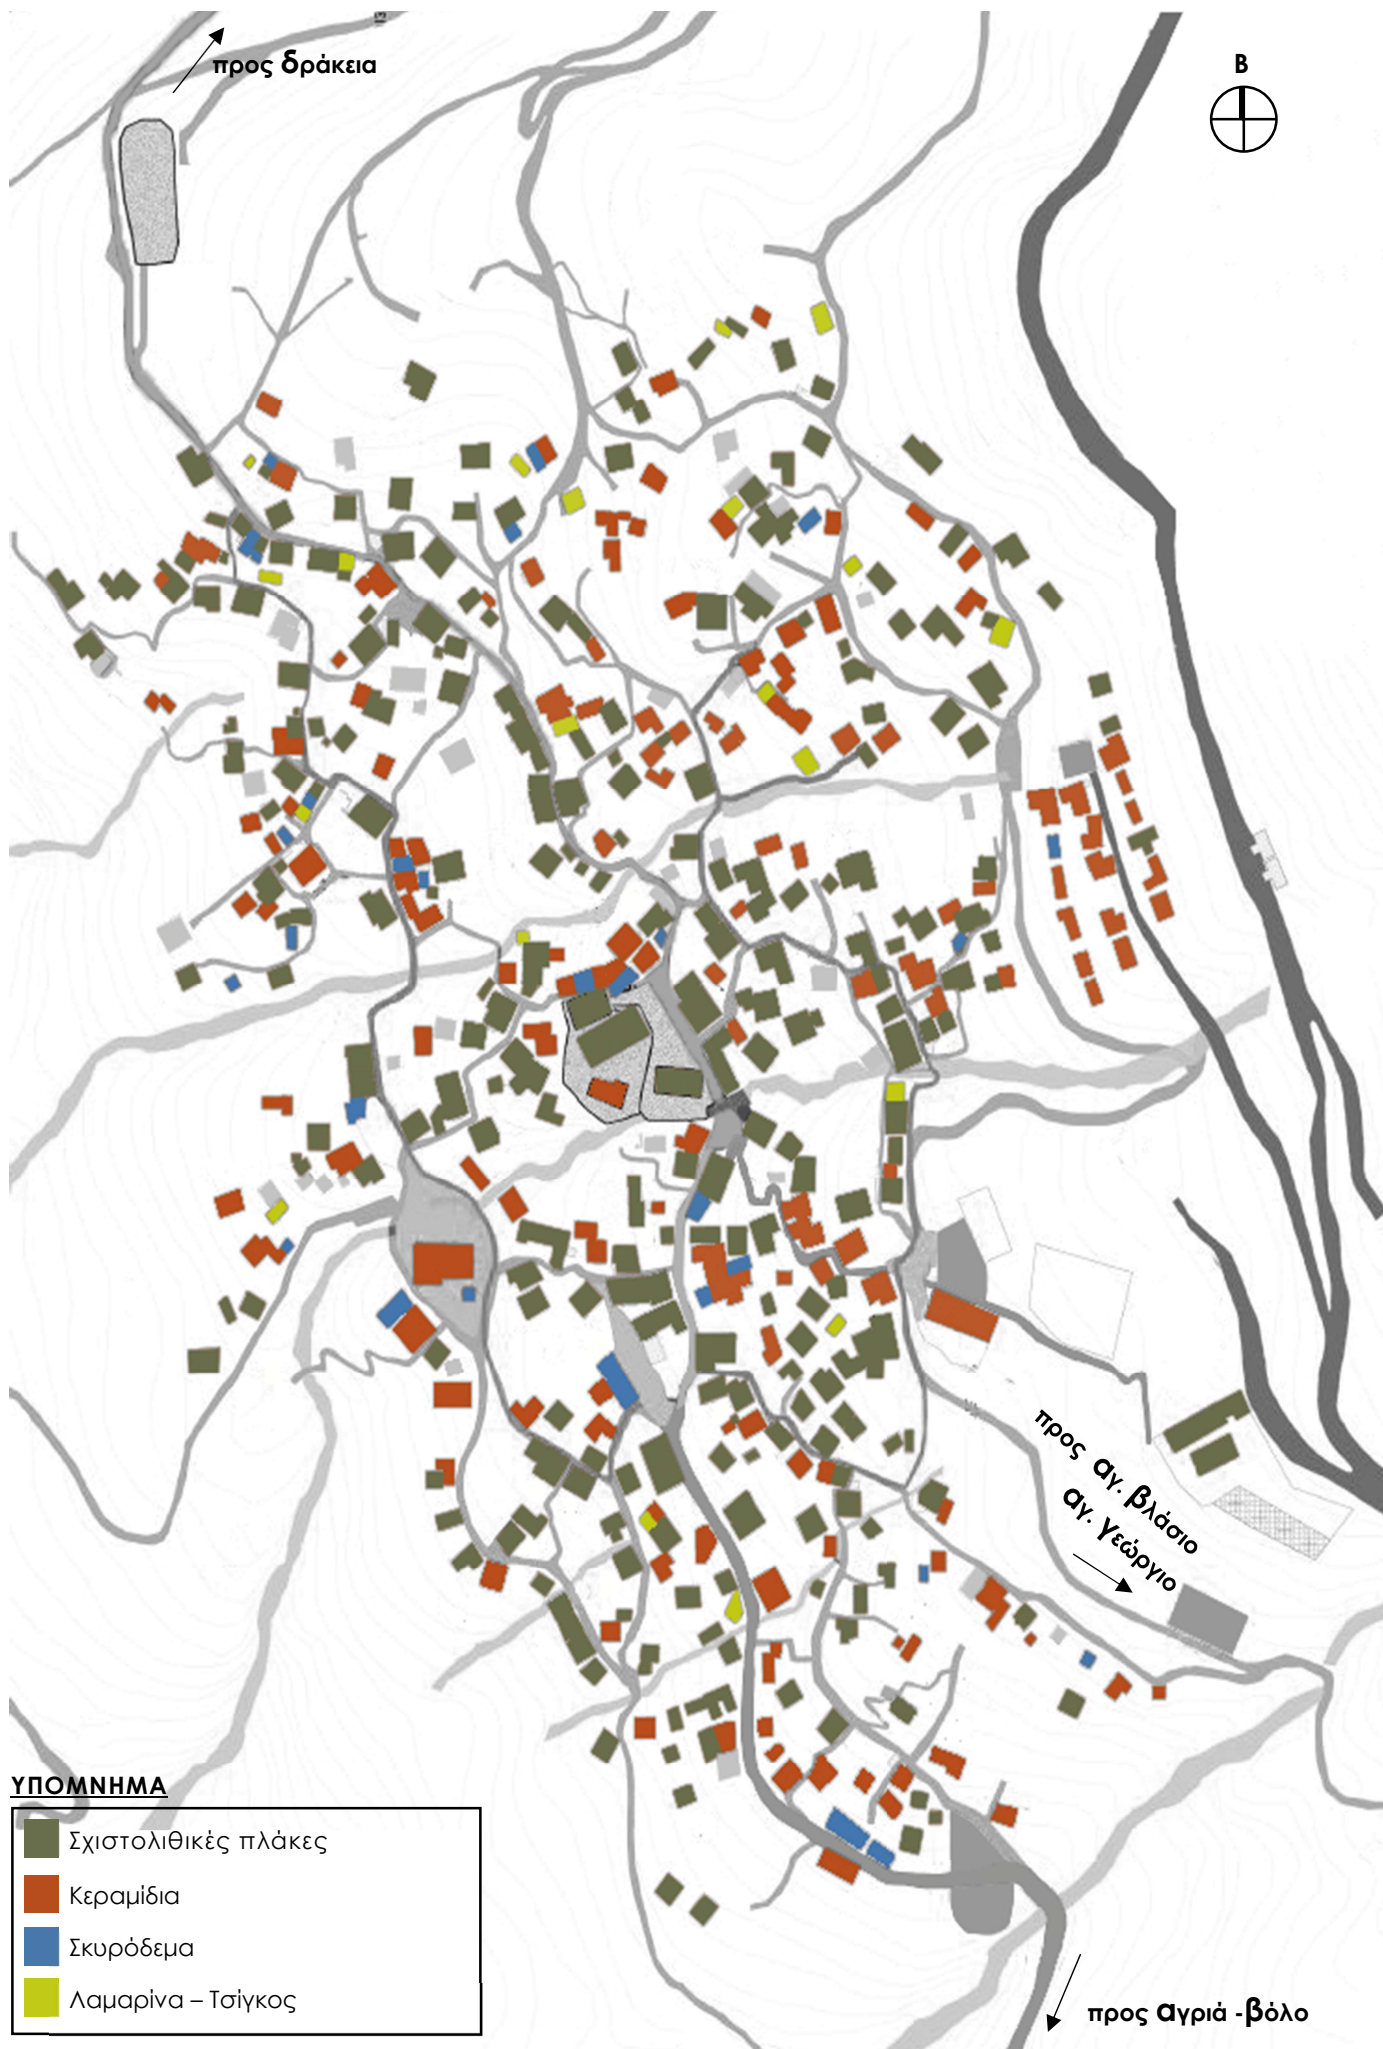 προς δράκεια
Β
προς αγ. βλάσιο
αγ. γεώργιο
ΥΠΟΜΝΗΜΑ
Σχιστολιθικές πλάκες
Κεραμίδια
Σκυρόδεμα
Λαμαρίνα – Τσίγκος
προς αγριά -βόλο